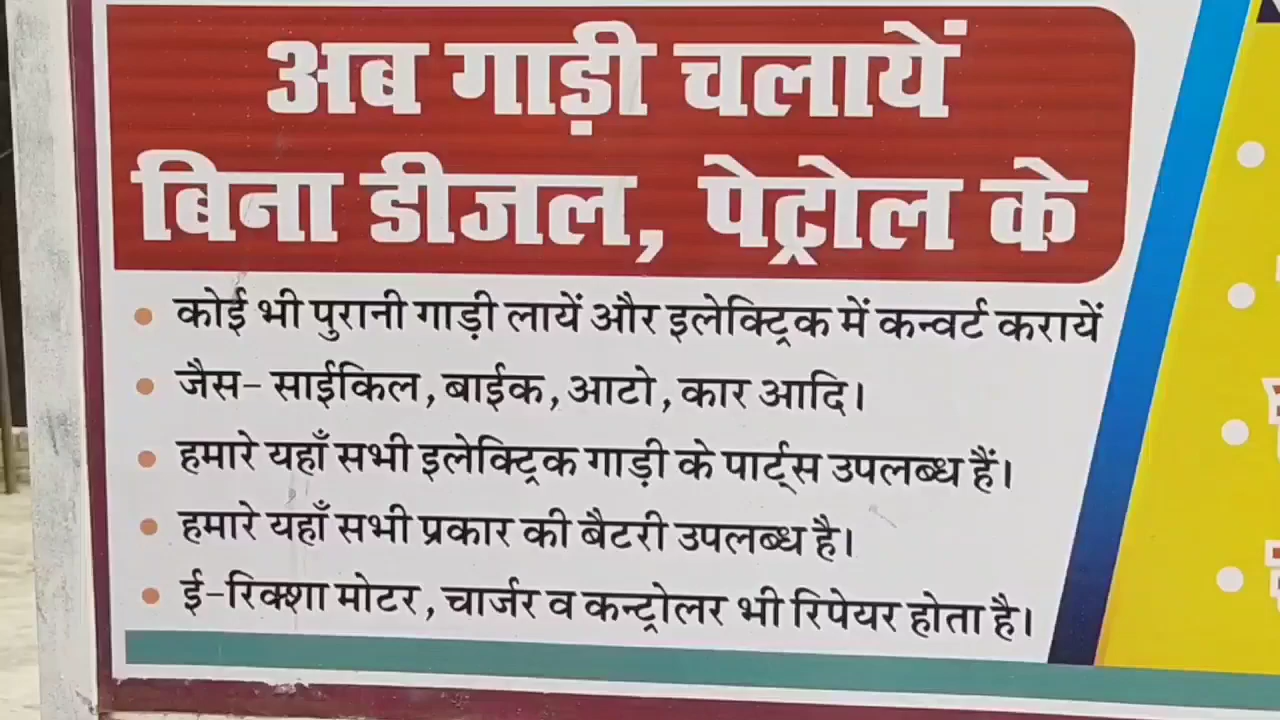 अब गाड़ी चलायें
बिना डीजल, पेट्रोल के
• कोई भी पुरानी गाड़ी लायें और इलेक्ट्रिक में कन्वर्ट करायें
• जैस- साईकिल, बाईक, आटो, कार आदि।
• हमारे यहाँ सभी इलेक्ट्रिक गाड़ी के पार्ट्स उपलब्ध हैं।
• हमारे यहाँ सभी प्रकार की बैटरी उपलब्ध है।
• ई-रिक्शा मोटर, चार्जर व कन्ट्रोलर भी रिपेयर होता है।